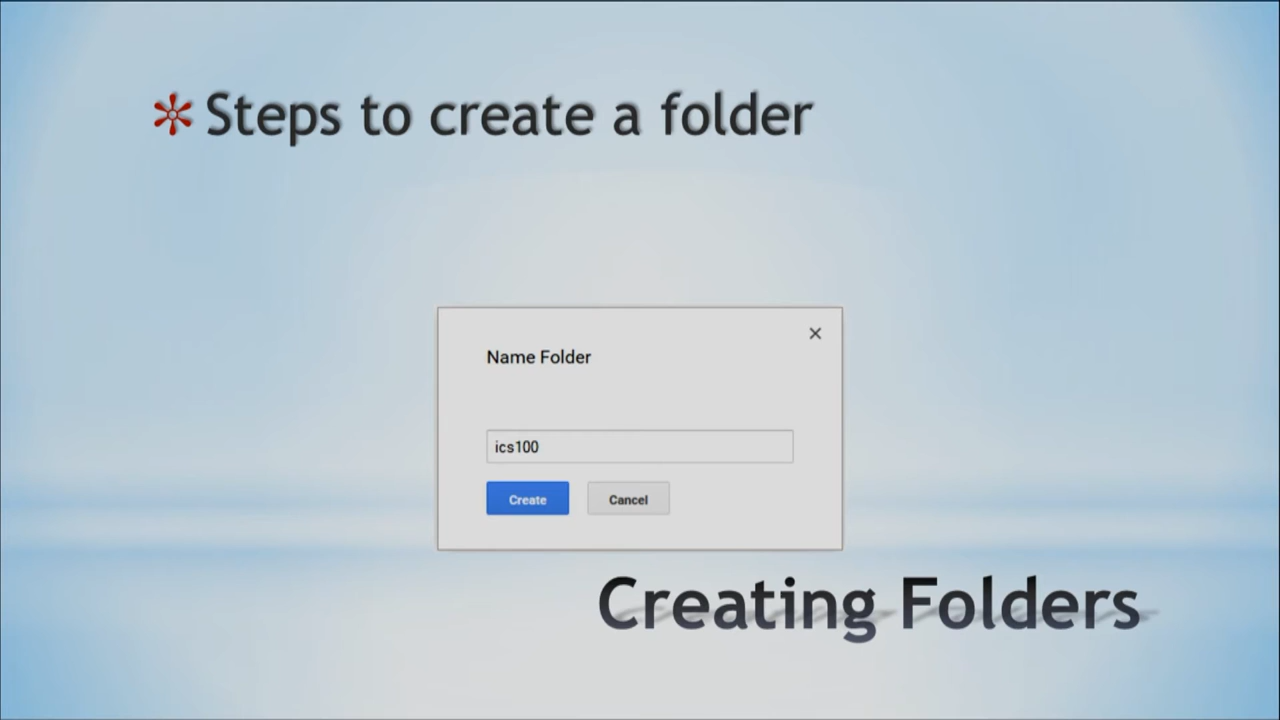 * Steps to create a folder
Name Folder
ics100
Create Cancel
Creating Folders